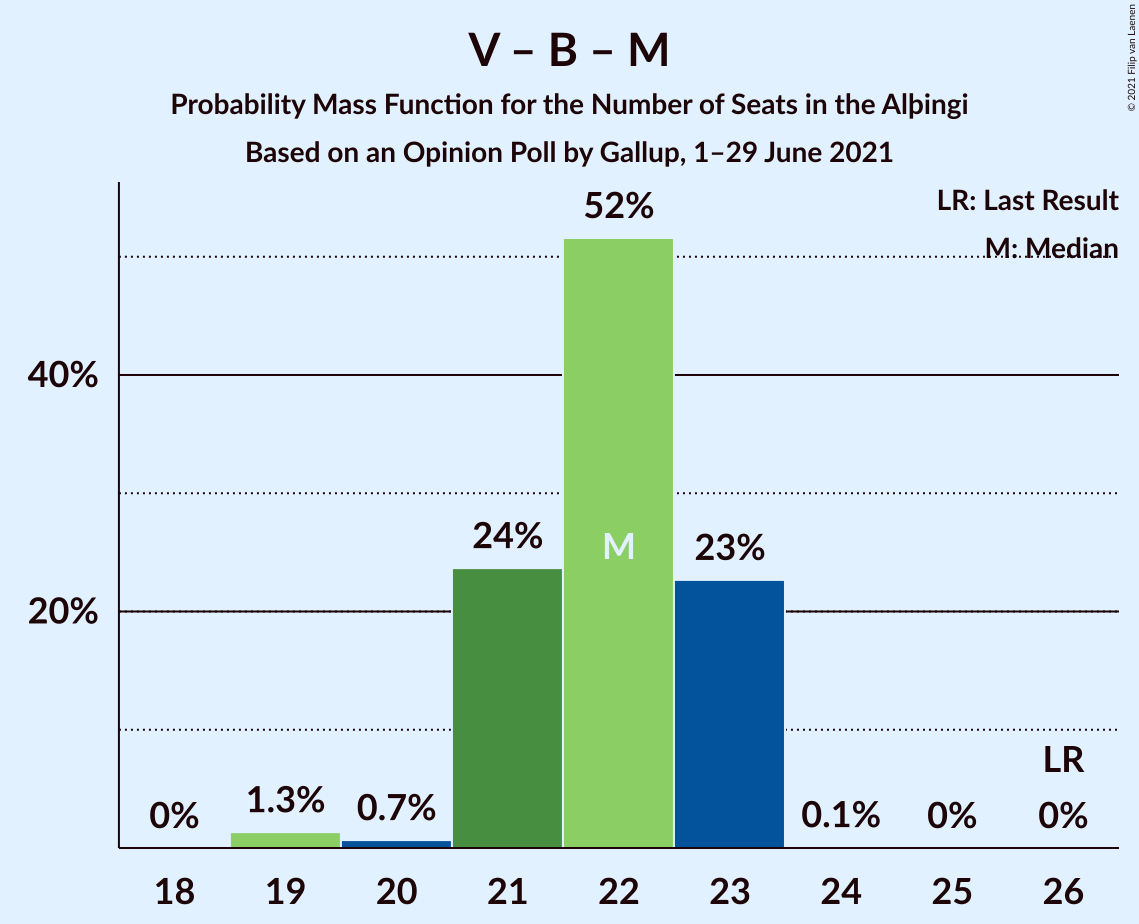 V – B – M
Probability Mass Function for the Number of Seats in the Alþingi
Based on an Opinion Poll by Gallup, 1–29 June 2021
© 2021 Filip van Laenen
LR: Last Result
M: Median
52%
40%
24%
M
23%
20%
LR
0%
1.3%
0.7%
0.1%
0%
0%
18 19 20 21 22 23 24 25 26